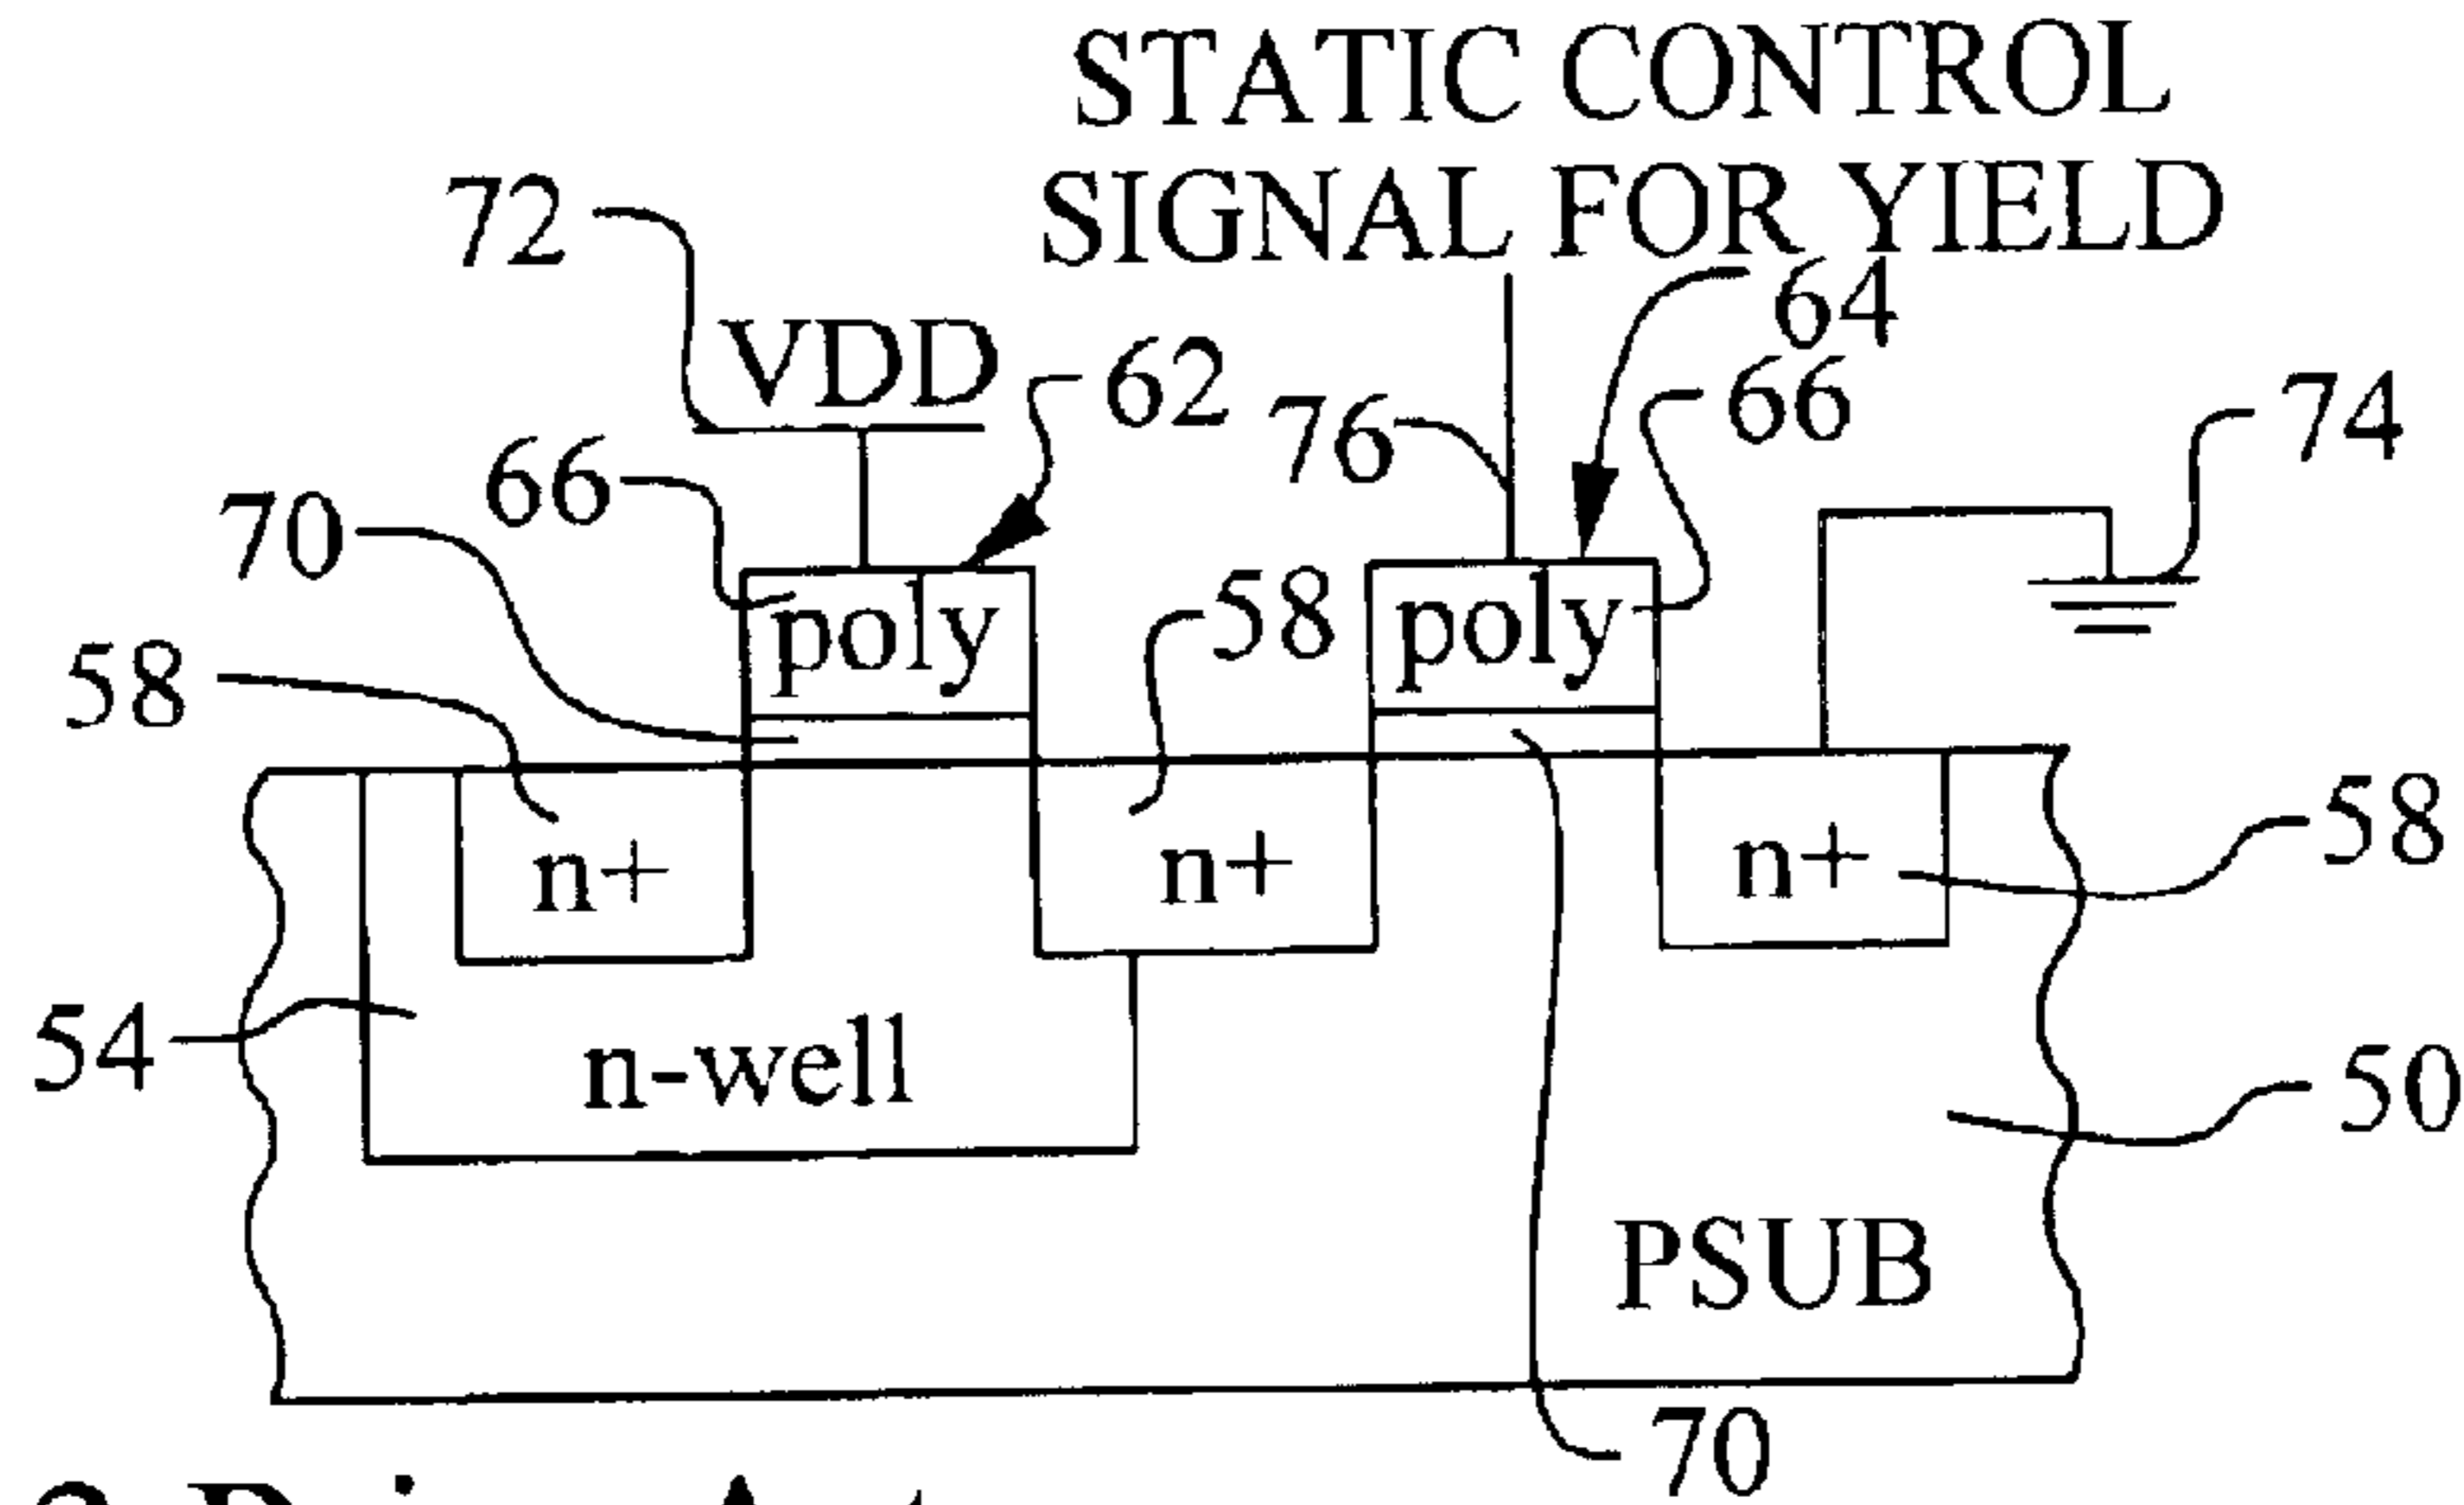 STATIC CONTROL
SIGNAL FOR YIELD
72
VDD
62
64
66
76
74
66
70
poly
58
poly
58
n+
n+
n+
58
54
n-well
50
PSUB
70